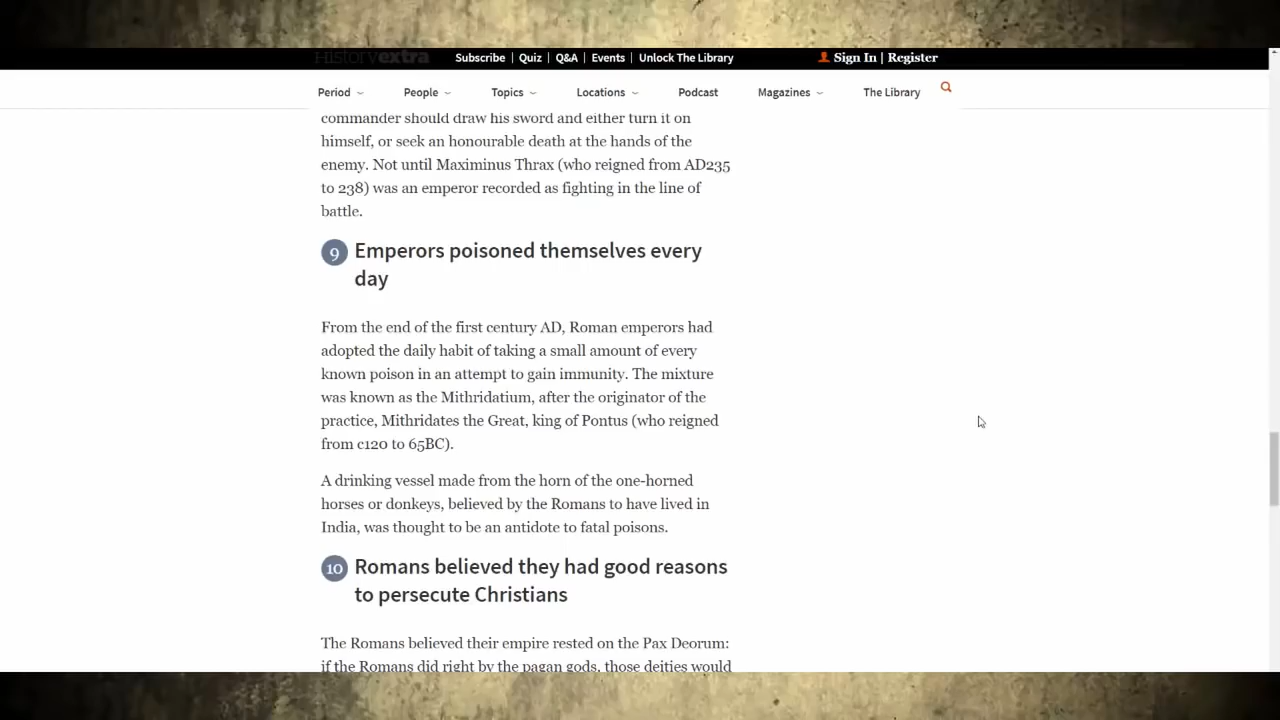 Historyextra
Subscribe | Quiz | Q&A | Events | Unlock The Library
Sign In | Register
Period
People
Topics
Locations
Podcast
Magazines
The Library
commander should draw his sword and either turn it on
himself, or seek an honourable death at the hands of the
enemy. Not until Maximinus Thrax (who reigned from AD235
to 238) was an emperor recorded as fighting in the line of
battle.
9 Emperors poisoned themselves every
day
From the end of the first century AD, Roman emperors had
adopted the daily habit of taking a small amount of every
known poison in an attempt to gain immunity. The mixture
was known as the Mithridatium, after the originator of the
practice, Mithridates the Great, king of Pontus (who reigned
from c120 to 65BC).
A drinking vessel made from the horn of the one-horned
horses or donkeys, believed by the Romans to have lived in
India, was thought to be an antidote to fatal poisons.
10 Romans believed they had good reasons
to persecute Christians
The Romans believed their empire rested on the Pax Deorum:
if the Romans did right by the pagan gods, those deities would